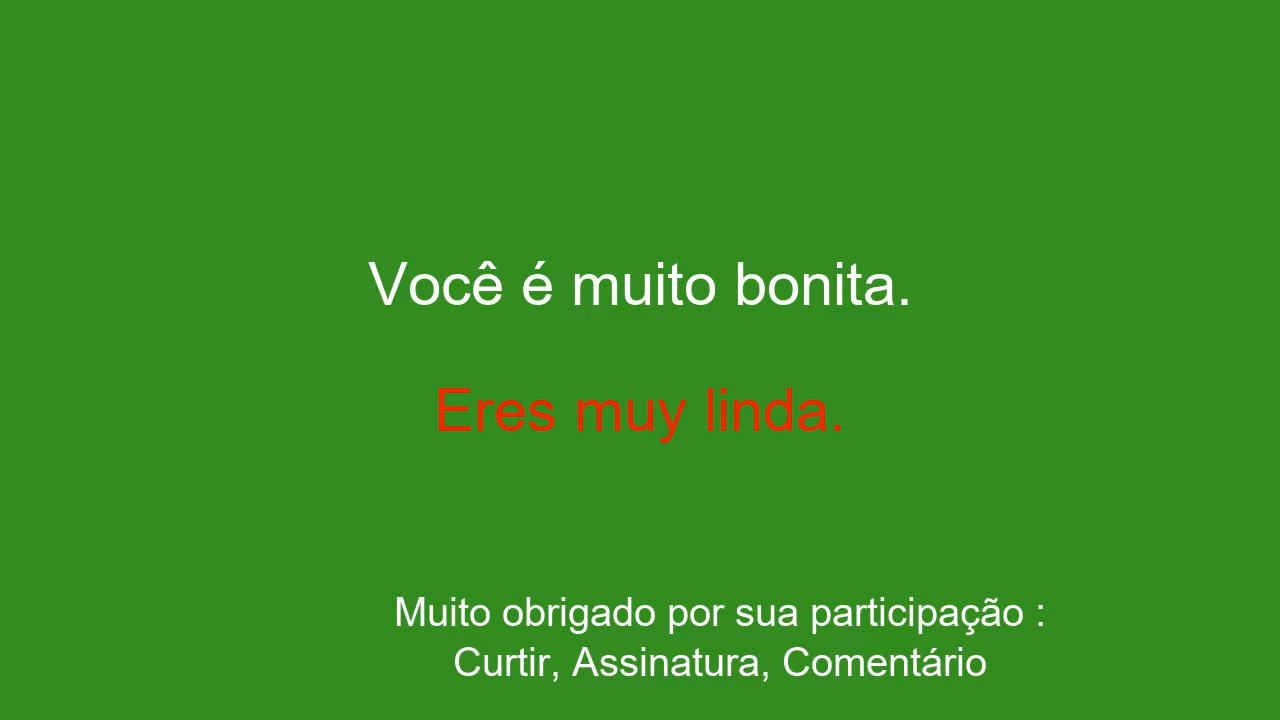 Você é muito bonita.
Eres muy linda.
Muito obrigado por sua participação :
Curtir, Assinatura, Comentário